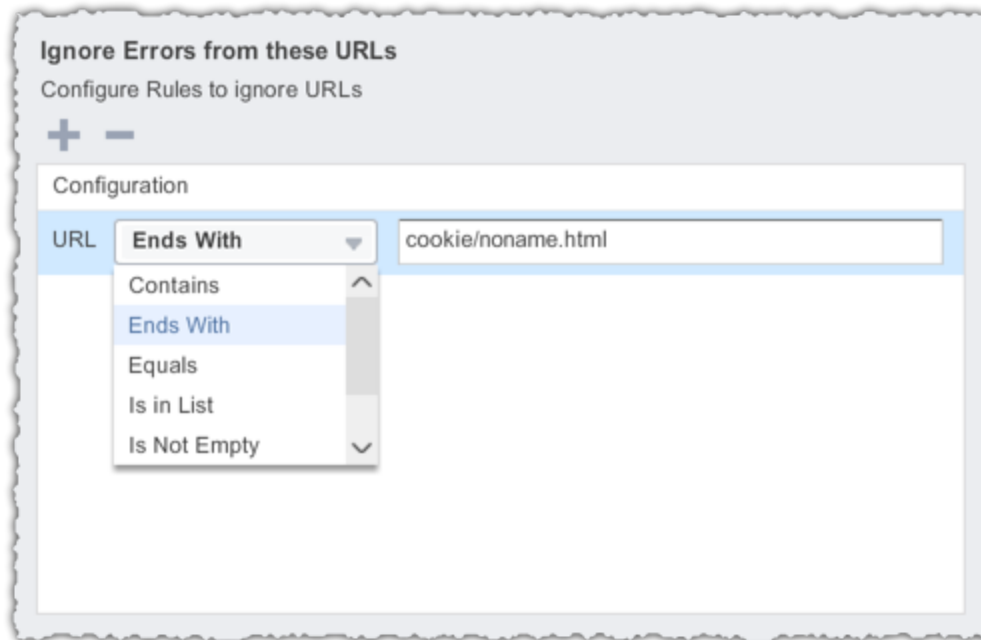 Ignore Errors from these URLs
Configure Rules to ignore URLs
Configuration
URL Ends With cookie/noname.html
Contains
Ends With
Equals
Is in List
Is Not Empty